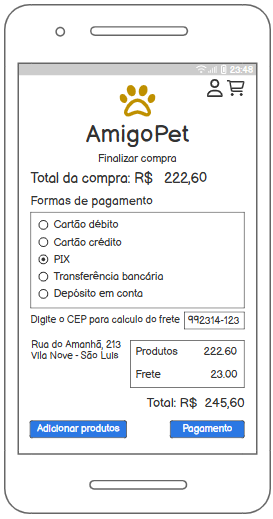 23:48
AmigoPet
Finalizar compra
Total da compra: R$ 222,60
Formas de pagamento
Cartão débito
Cartão crédito
PIX
Transferência bancária
Depósito em conta
Digite o CEP para calculo do frete 992314-123
Rua do Amanhã, 213
Vila Nove - São Luis
Produtos 222.60
Frete 23.00
Total: R$ 245,60
Adicionar produtos Pagamento